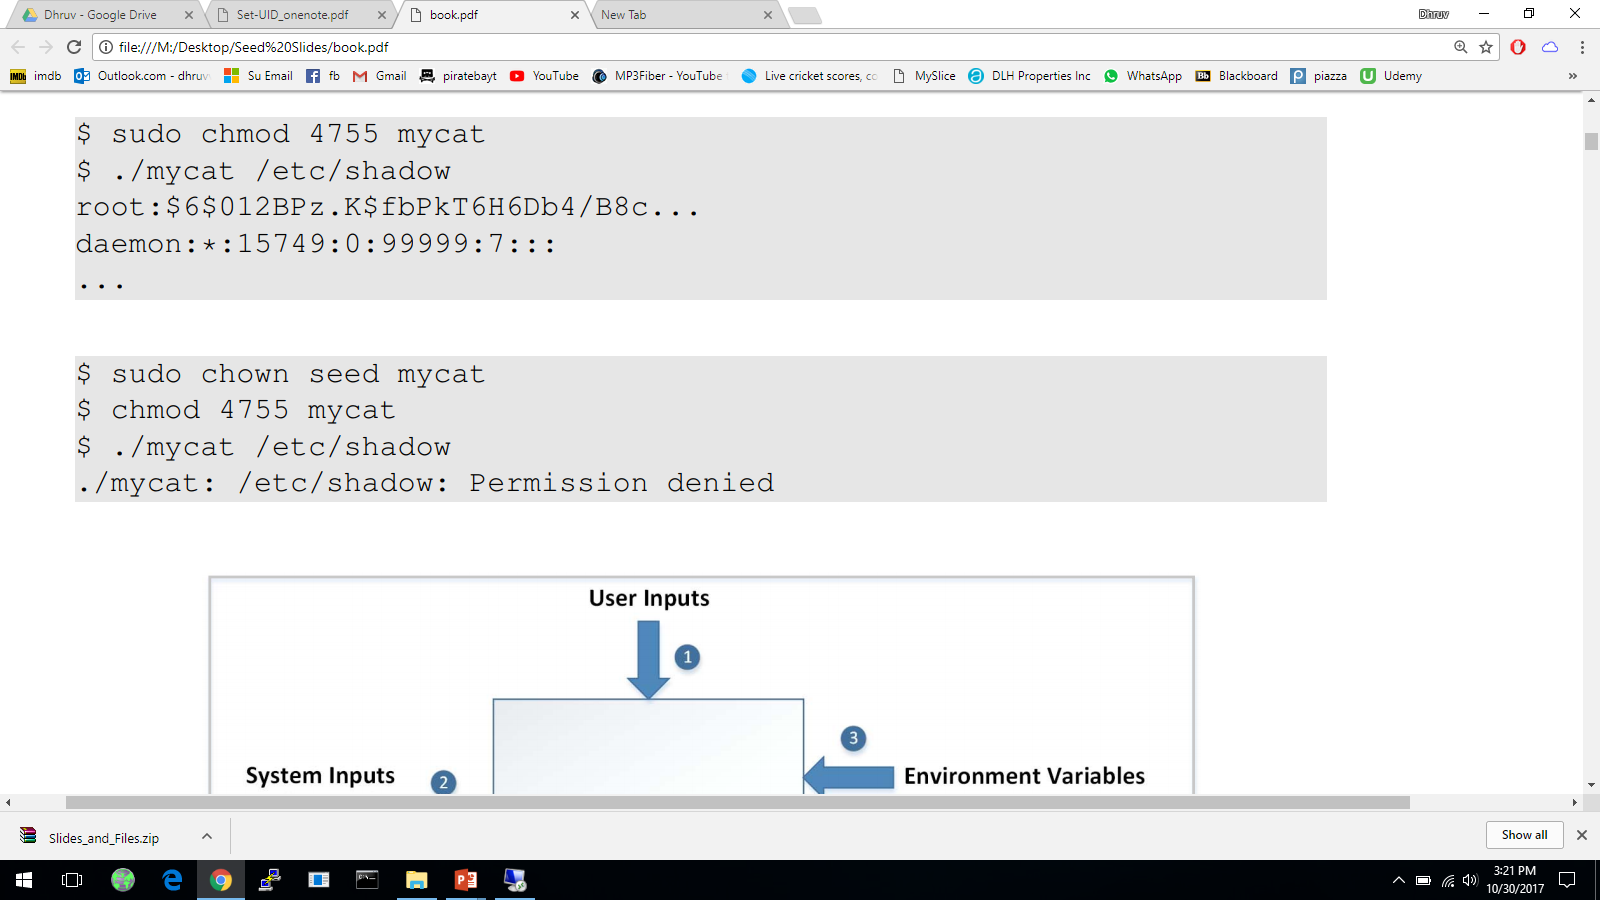 Dhruv - Google Drive
Set-UID_onenote.pdf
book.pdf
New Tab
Dhruv
file:///M:/Desktop/Seed%20Slides/book.pdf
imdb
Outlook.com - dhruv
Su Email
fb
Gmail
piratebayt
YouTube
MP3Fiber - YouTube
Live cricket scores, co
MySlice
DLH Properties Inc
WhatsApp
Bb
Blackboard
piazza
Udemy
»
$ sudo chmod 4755 mycat
$ ./mycat /etc/shadow
root:$6$012BPz.K$fbPkT6H6Db4/B8c...
daemon:*:15749:0:99999:7:::
...
$ sudo chown seed mycat
$ chmod 4755 mycat
$ ./mycat /etc/shadow
./mycat: /etc/shadow: Permission denied
User Inputs
1
3
System Inputs
2
Environment Variables
Slides_and_Files.zip
Show all
3:21 PM
10/30/2017